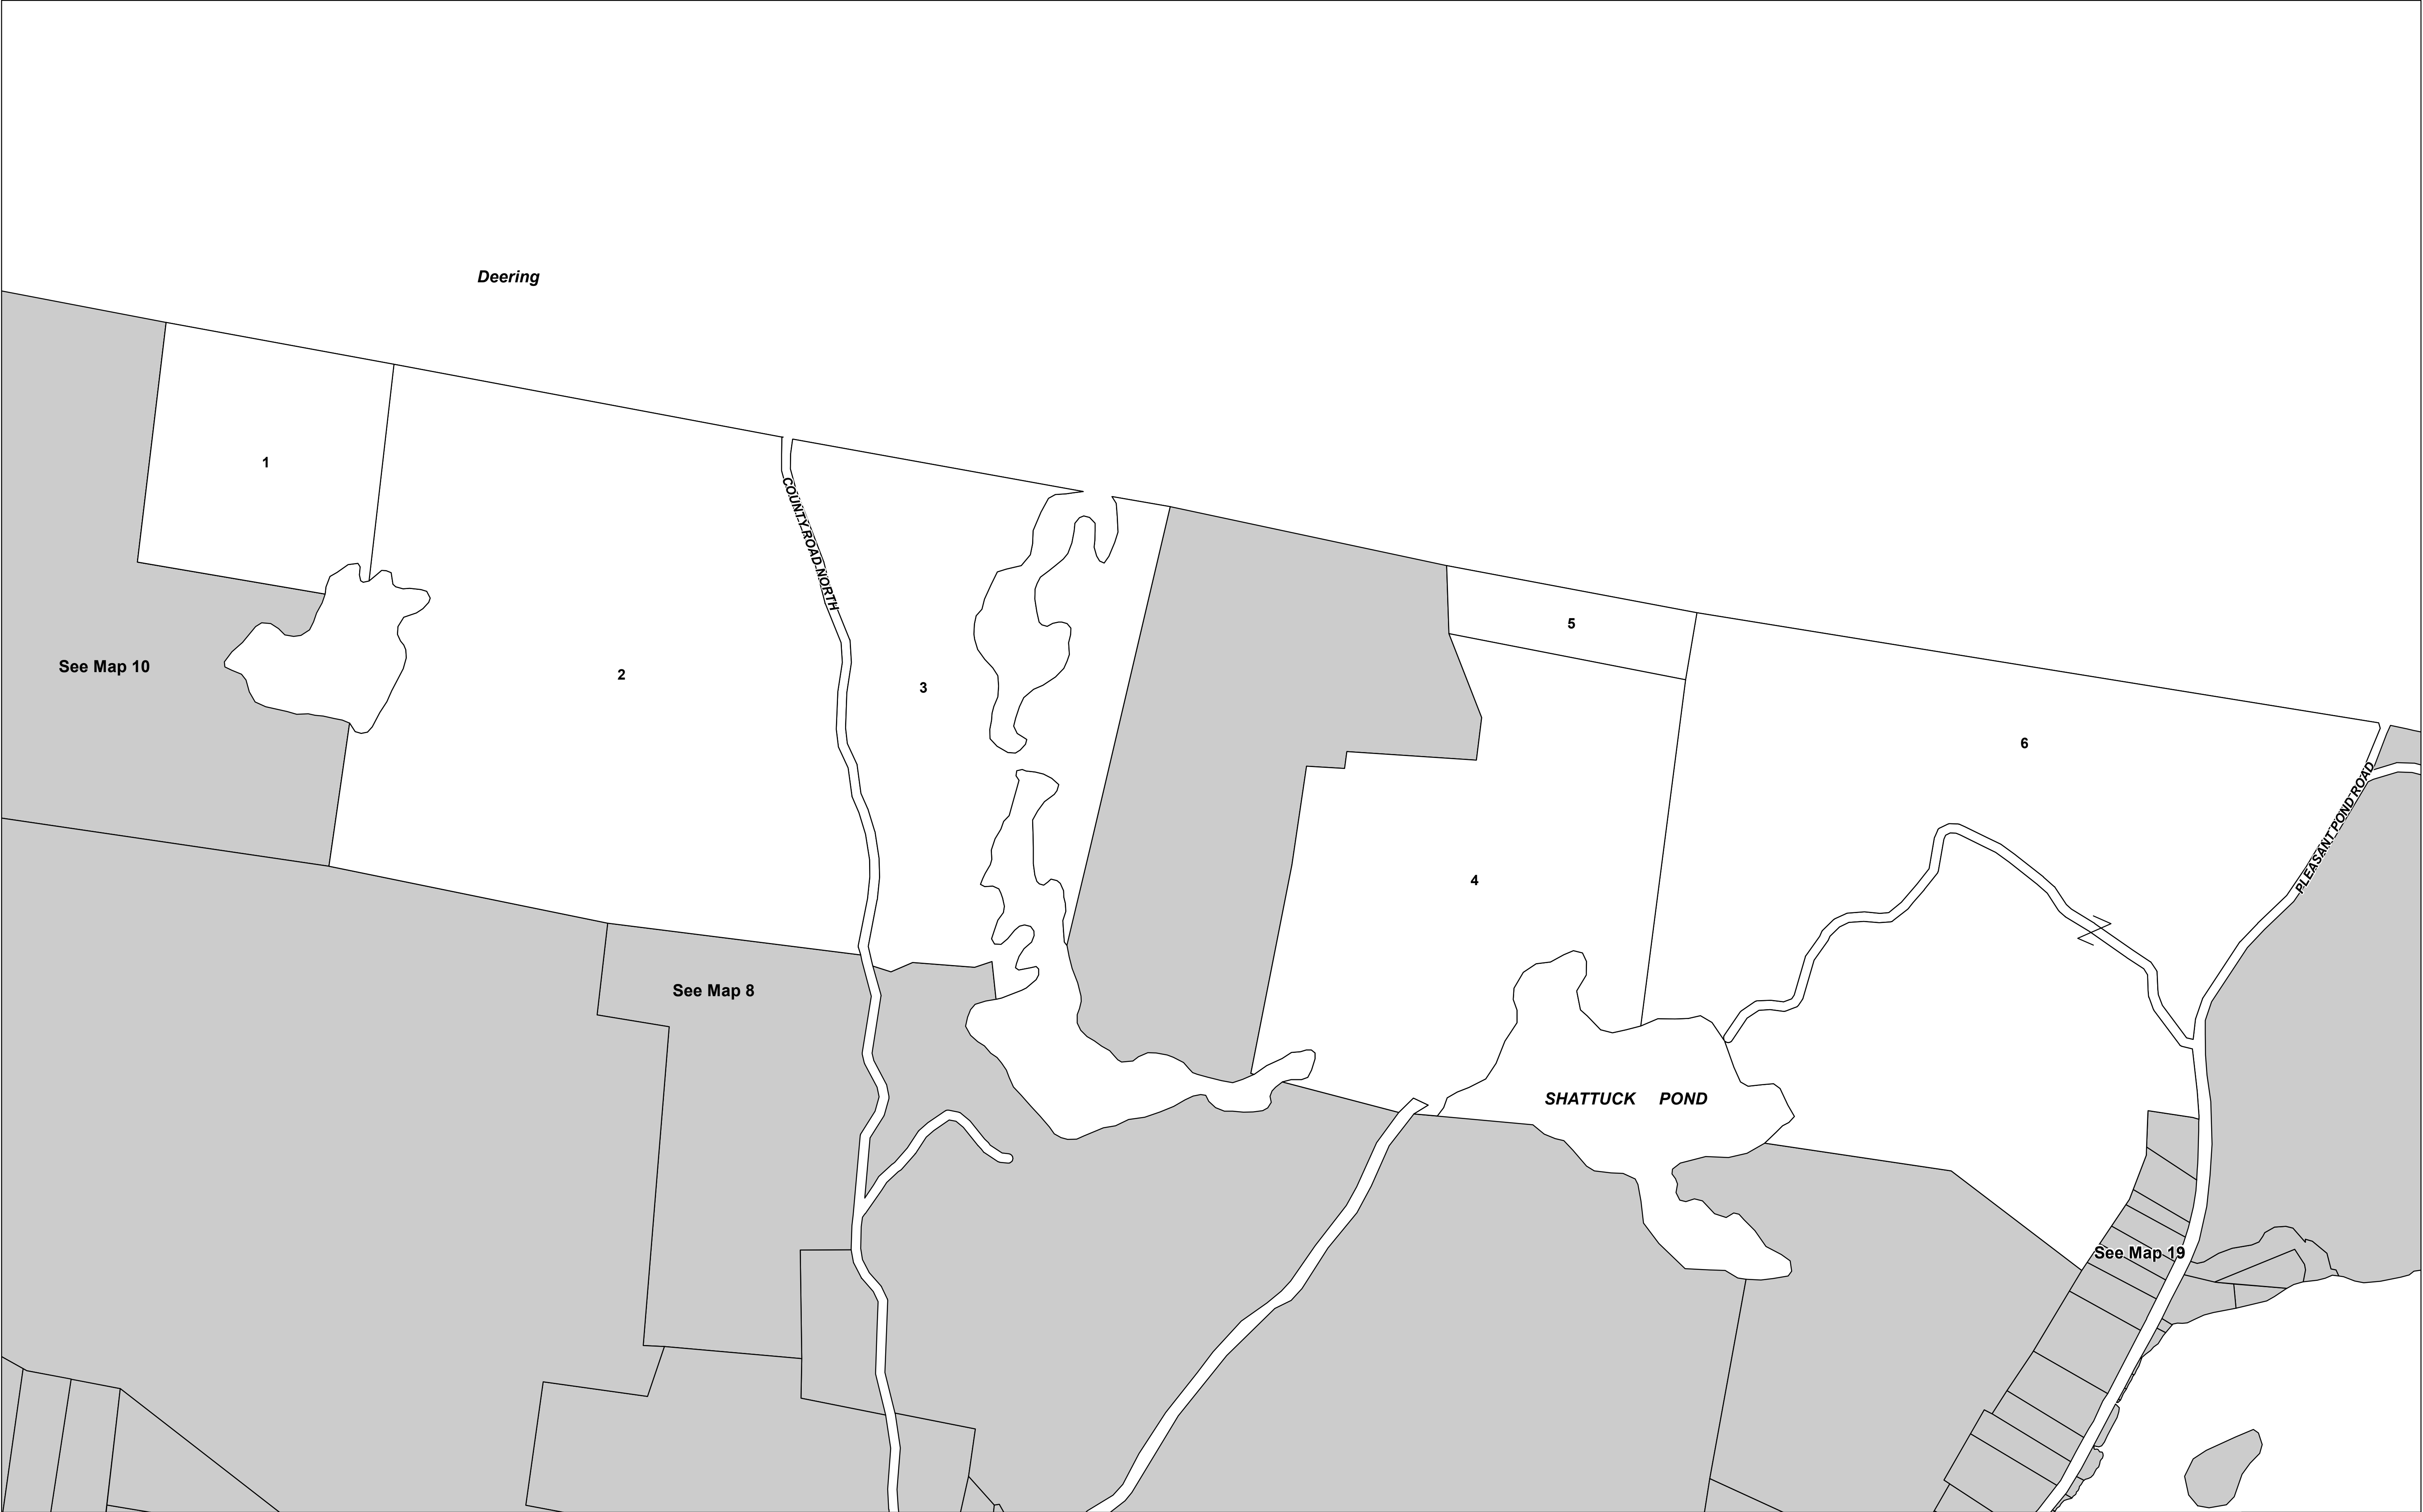 Deering
1
COUNTY ROAD NORTH
5
See Map 10
2
3
6
PLEASANT POND ROAD
4
See Map 8
SHATTUCK POND
See Map 19